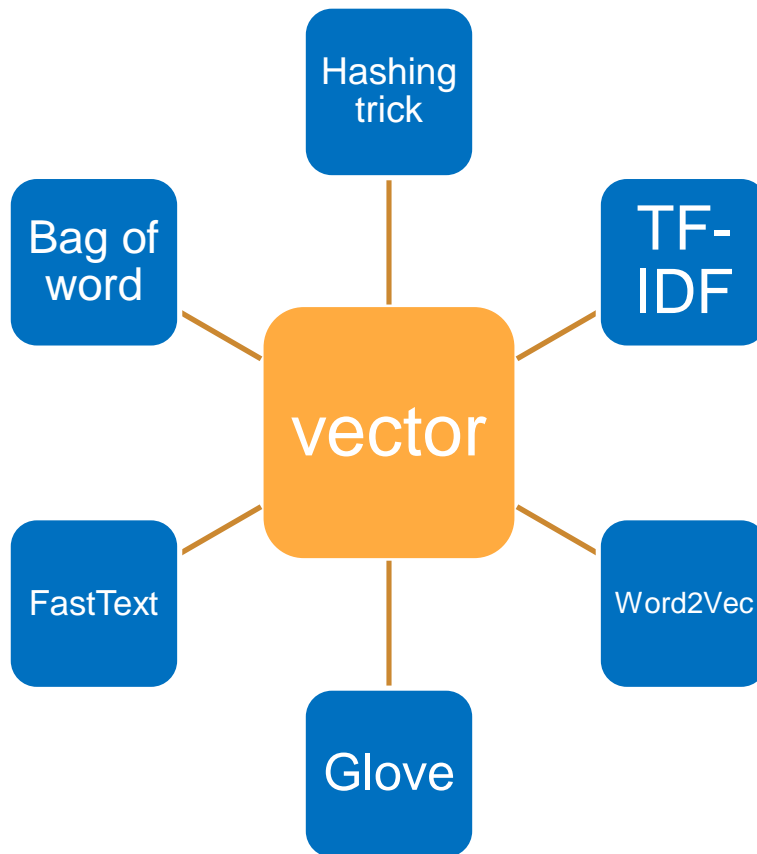 Hashing
trick
TF-
IDF
Bag of
word
vector
FastText
Word2Vec
Glove